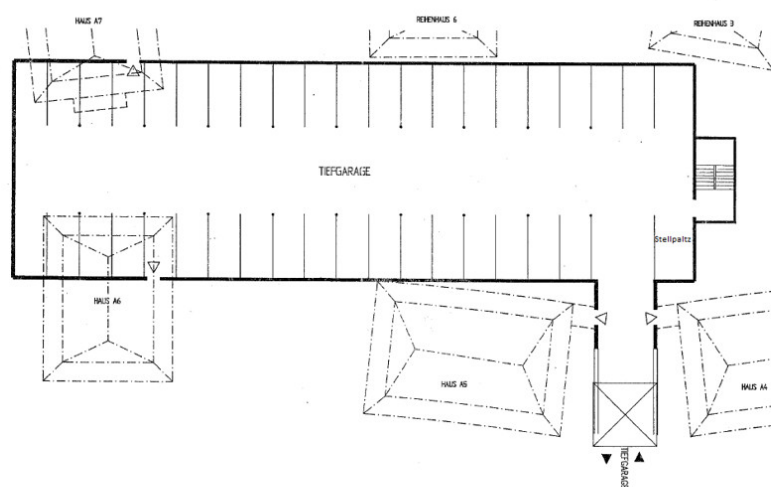 HAUS A7
REIHENHAUS 6
REIHENHAUS 3
TIEFGARAGE
Stellpaltz
HAUS A6
HAUS A5
HAUS A4
TIEFGARAGE